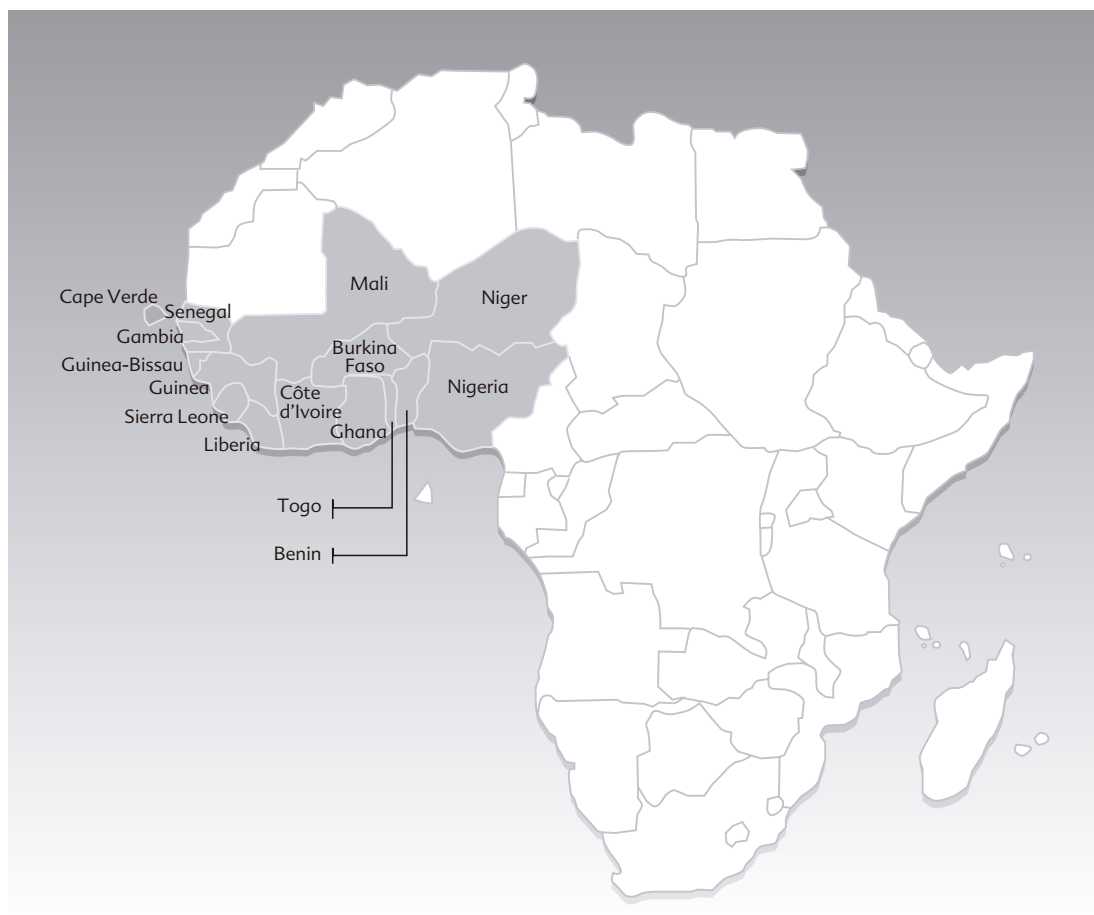 Mali
Niger
Cape Verde
Senegal
Gambia
Burkina
Faso
Guinea-Bissau
Guinea
Nigeria
Côte
d’Ivoire
Sierra Leone
Ghana
Liberia
Togo
Benin